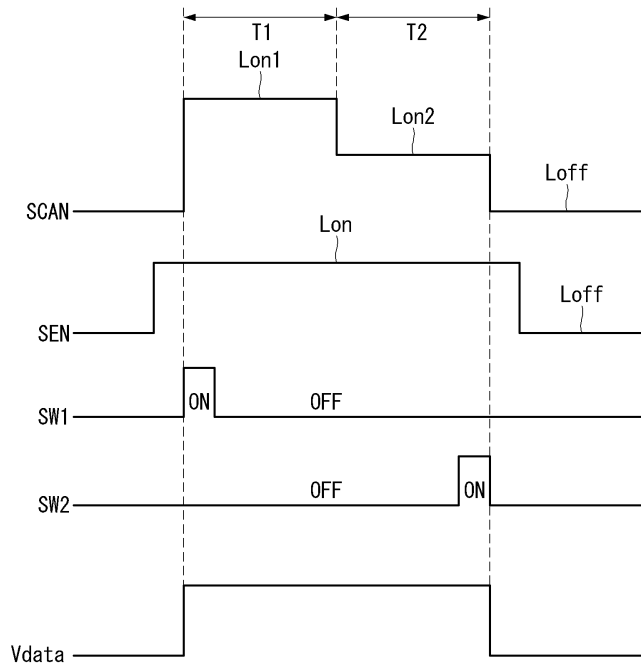 T1 T2
Lon1
Lon2
Loff
SCAN
Lon
Loff
SEN
ON OFF
SW1
OFF ON
SW2
Vdata